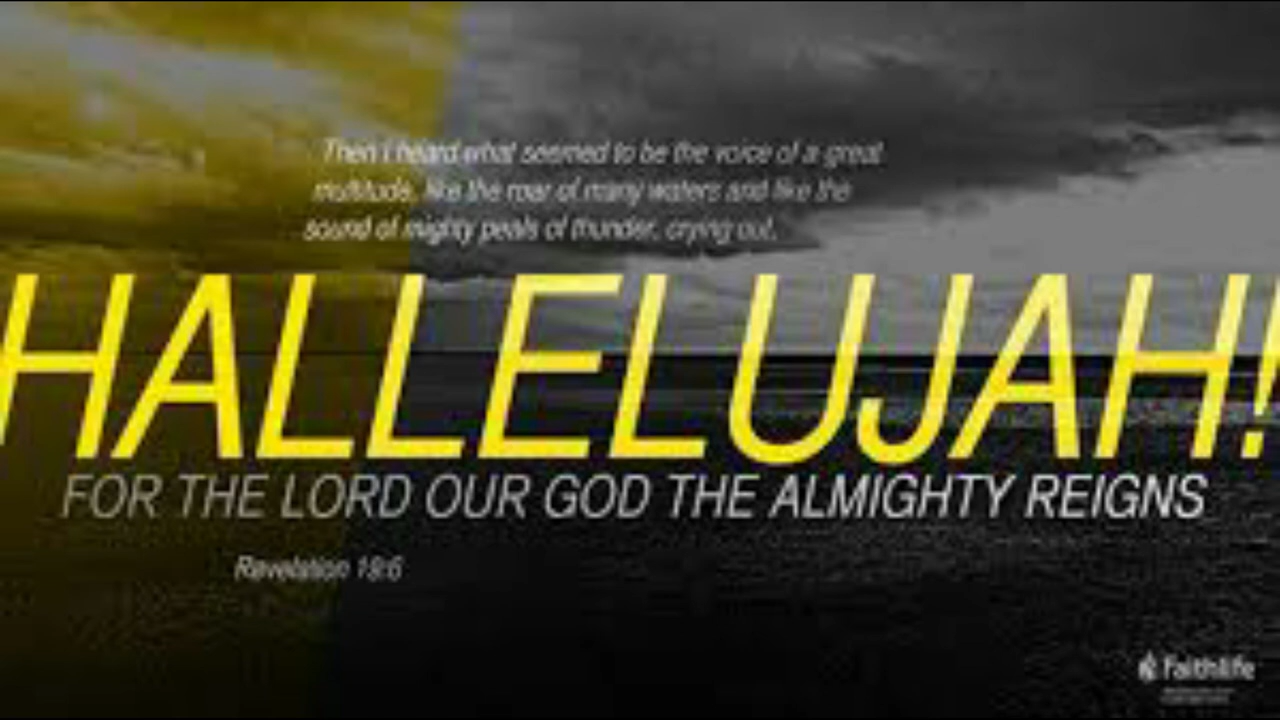 Then I heard what seemed to be the voice of a great
multitude, like the roar of many waters and like the
sound of mighty peals of thunder, crying out,
HALLELUJAH!
FOR THE LORD OUR GOD THE ALMIGHTY REIGNS
Revelation 19:6
Faithlife